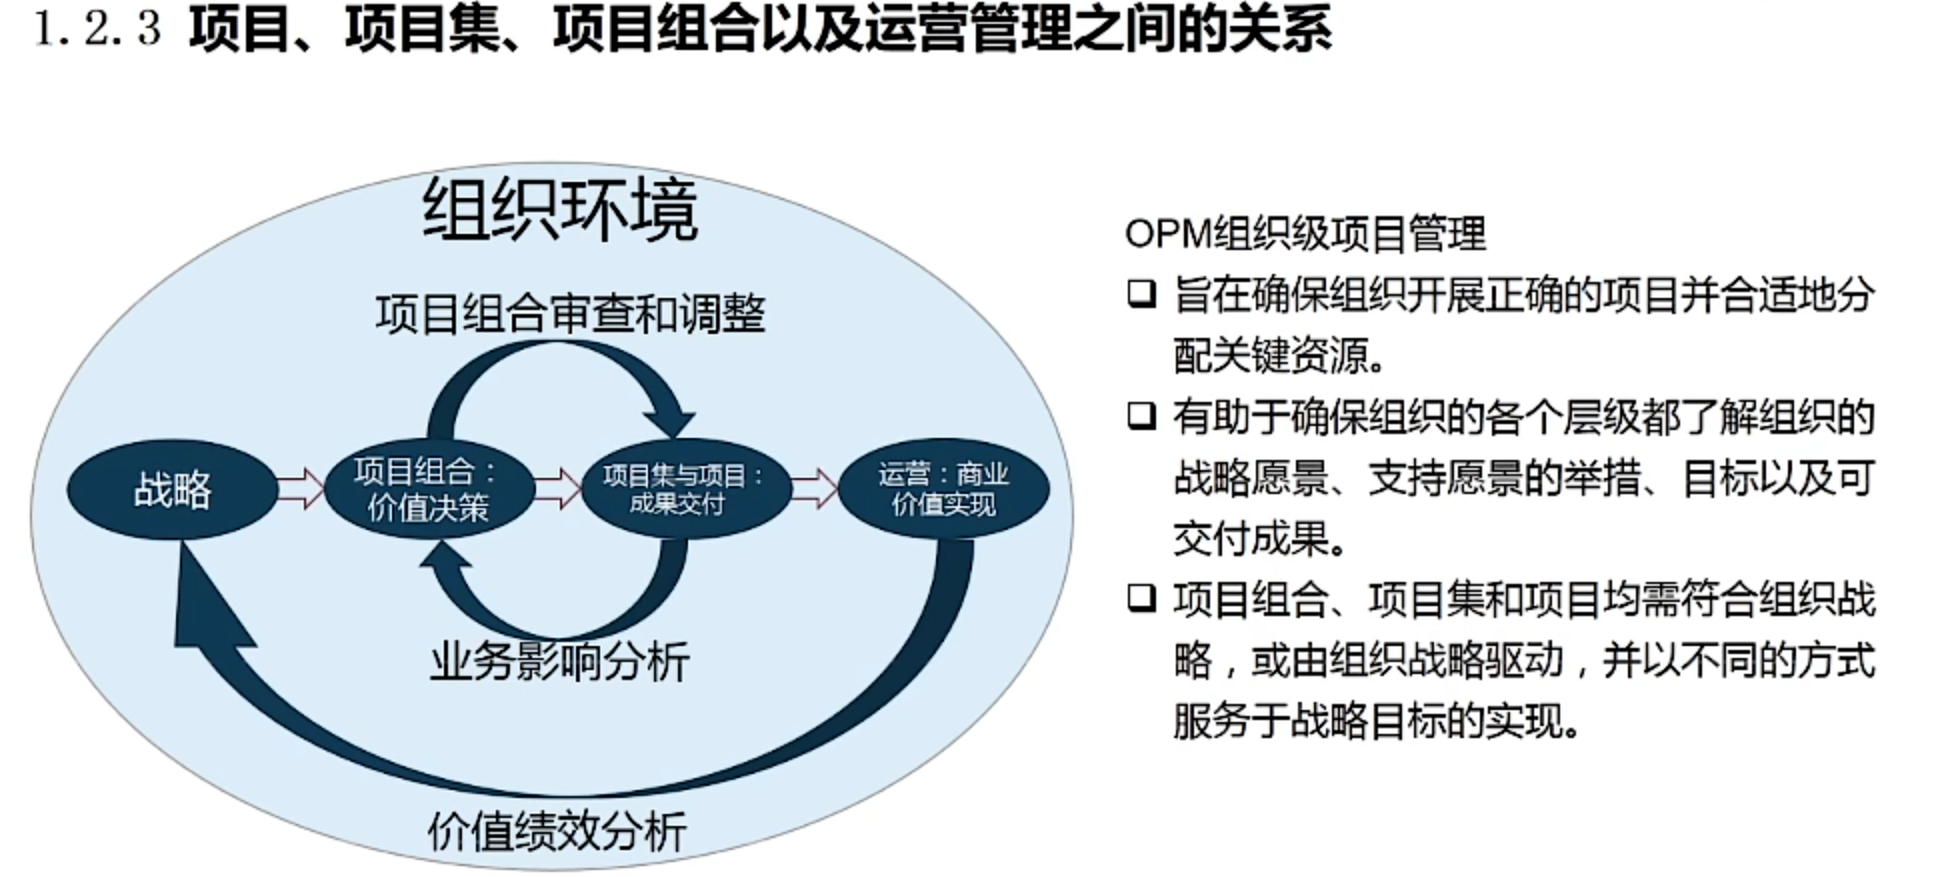 1.2.3 项目、项目集、项目组合以及运营管理之间的关系
组织环境
项目组合审查和调整
战略
项目组合：
价值决策
项目集与项目：
成果交付
运营：商业
价值实现
业务影响分析
价值绩效分析
OPM组织级项目管理
旨在确保组织开展正确的项目并合适地分
配关键资源。
有助于确保组织的各个层级都了解组织的
战略愿景、支持愿景的举措、目标以及可
交付成果。
项目组合、项目集和项目均需符合组织战
略，或由组织战略驱动，并以不同的方式
服务于战略目标的实现。